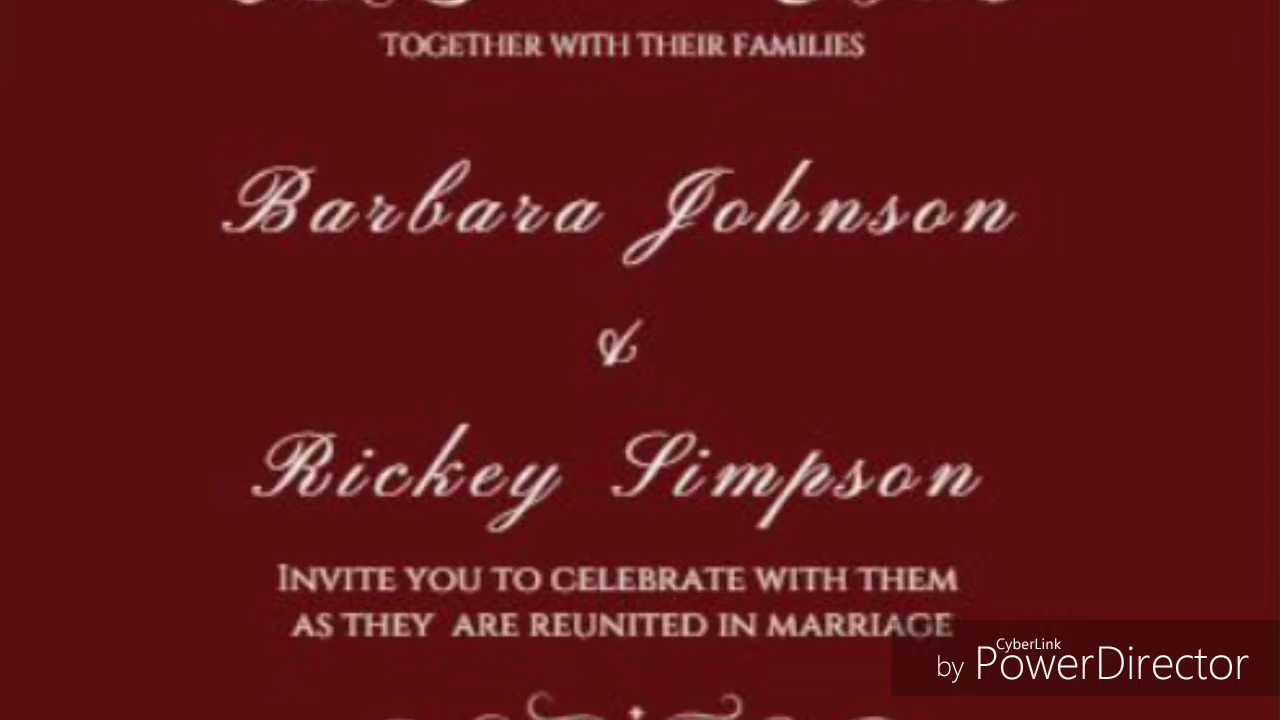 TOGETHER WITH THEIR FAMILIES
Barbara Johnson
&
Rickey Simpson
INVITE YOU TO CELEBRATE WITH THEM
AS THEY ARE REUNITED IN MARRIAGE
CyberLink
by PowerDirector